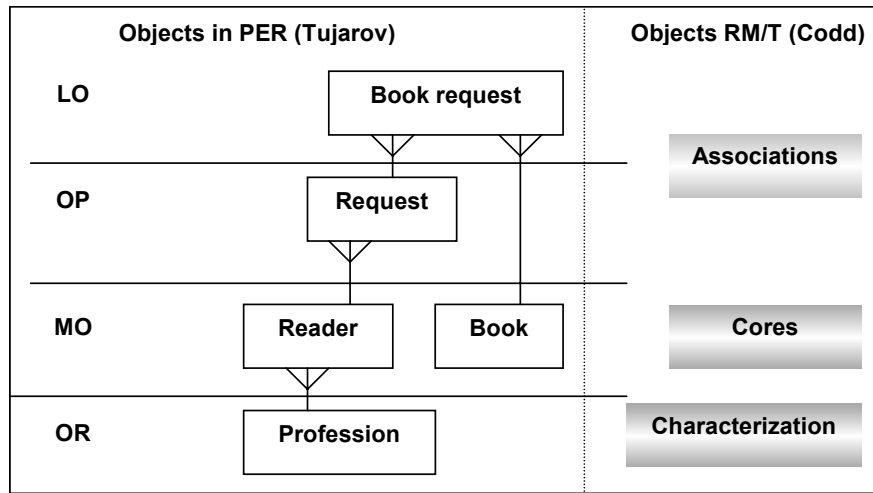 Objects in PER (Tujarov)
Objects RM/T (Codd)
LO
Book request
Associations
OP
Request
MO
Reader
Book
Cores
OR
Profession
Characterization